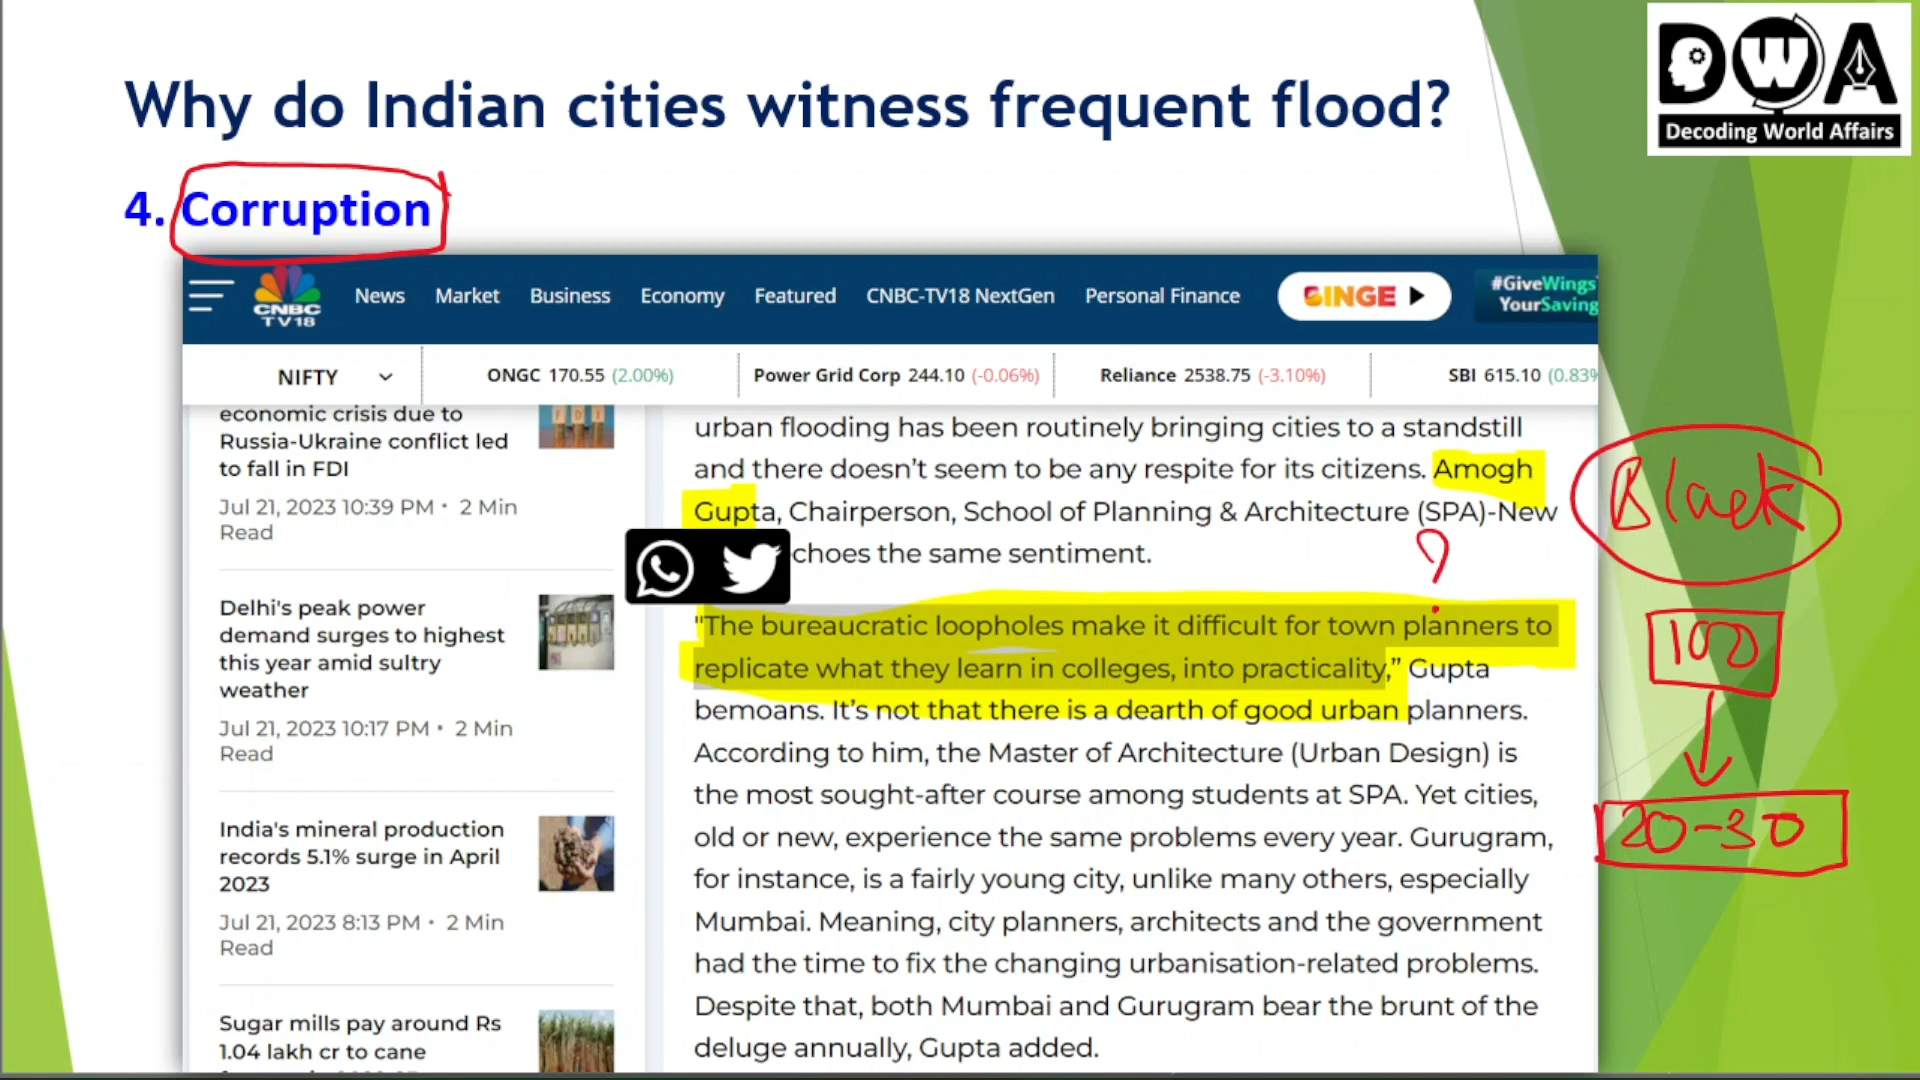 Why do Indian cities witness frequent flood?
DWA
Decoding World Affairs
4. Corruption
CNBC
TV18
News Market Business Economy Featured CNBC-TV18 NextGen Personal Finance
BINGE
#GiveWings
YourSaving
NIFTY ONGC 170.55 (2.00%) Power Grid Corp 244.10 (-0.06%) Reliance 2538.75 (-3.10%) SBI 615.10 (0.83%
economic crisis due to
Russia-Ukraine conflict led
to fall in FDI
Jul 21, 2023 10:39 PM • 2 Min
Read
Delhi's peak power
demand surges to highest
this year amid sultry
weather
Jul 21, 2023 10:17 PM • 2 Min
Read
India's mineral production
records 5.1% surge in April
2023
Jul 21, 2023 8:13 PM • 2 Min
Read
Sugar mills pay around Rs
1.04 lakh cr to cane
urban flooding has been routinely bringing cities to a standstill
and there doesn't seem to be any respite for its citizens. Amogh
Gupta, Chairperson, School of Planning & Architecture (SPA)-New
choes the same sentiment.
"The bureaucratic loopholes make it difficult for town planners to
replicate what they learn in colleges, into practicality,” Gupta
bemoans. It’s not that there is a dearth of good urban planners.
According to him, the Master of Architecture (Urban Design) is
the most sought-after course among students at SPA. Yet cities,
old or new, experience the same problems every year. Gurugram,
for instance, is a fairly young city, unlike many others, especially
Mumbai. Meaning, city planners, architects and the government
had the time to fix the changing urbanisation-related problems.
Despite that, both Mumbai and Gurugram bear the brunt of the
deluge annually, Gupta added.
?
Black
100
20-30